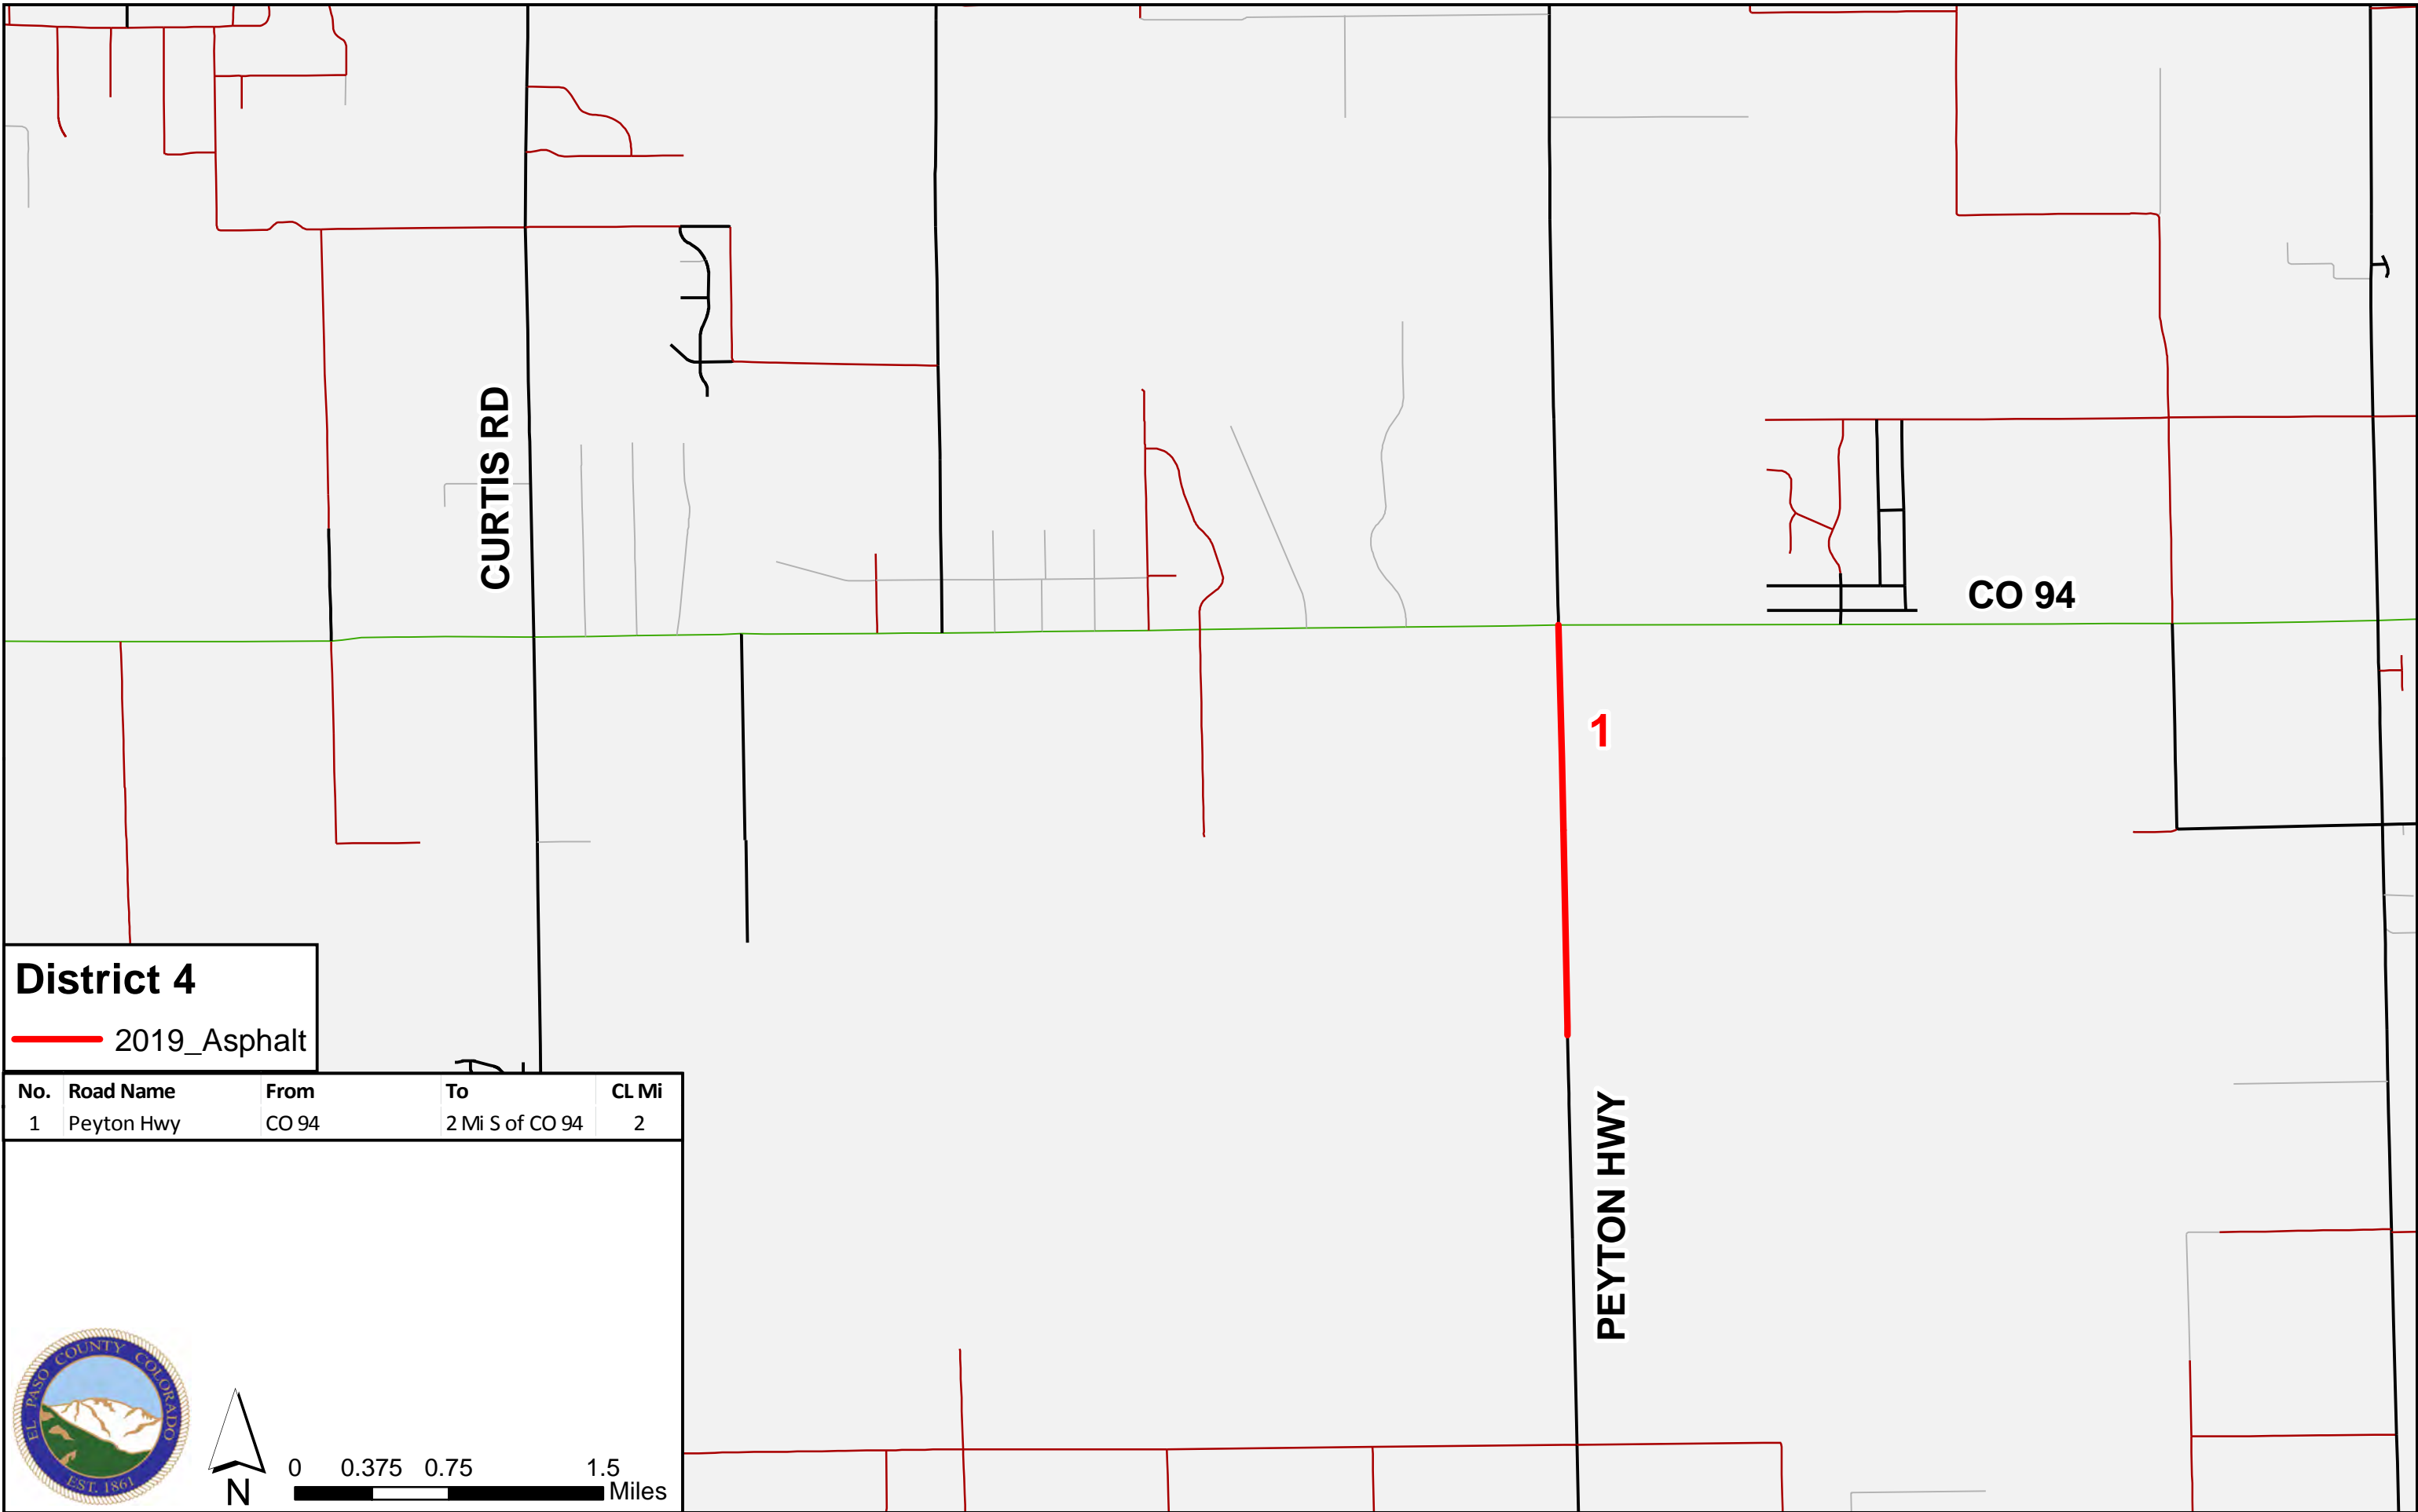 CURTIS RD
CO 94
1
PEYTON HWY
District 4
2019_Asphalt
No. Road Name From To CL Mi
1 Peyton Hwy CO 94 2 Mi S of CO 94 2
EL PASO COUNTY COLORADO
EST. 1861
N
0 0.375 0.75 1.5
Miles